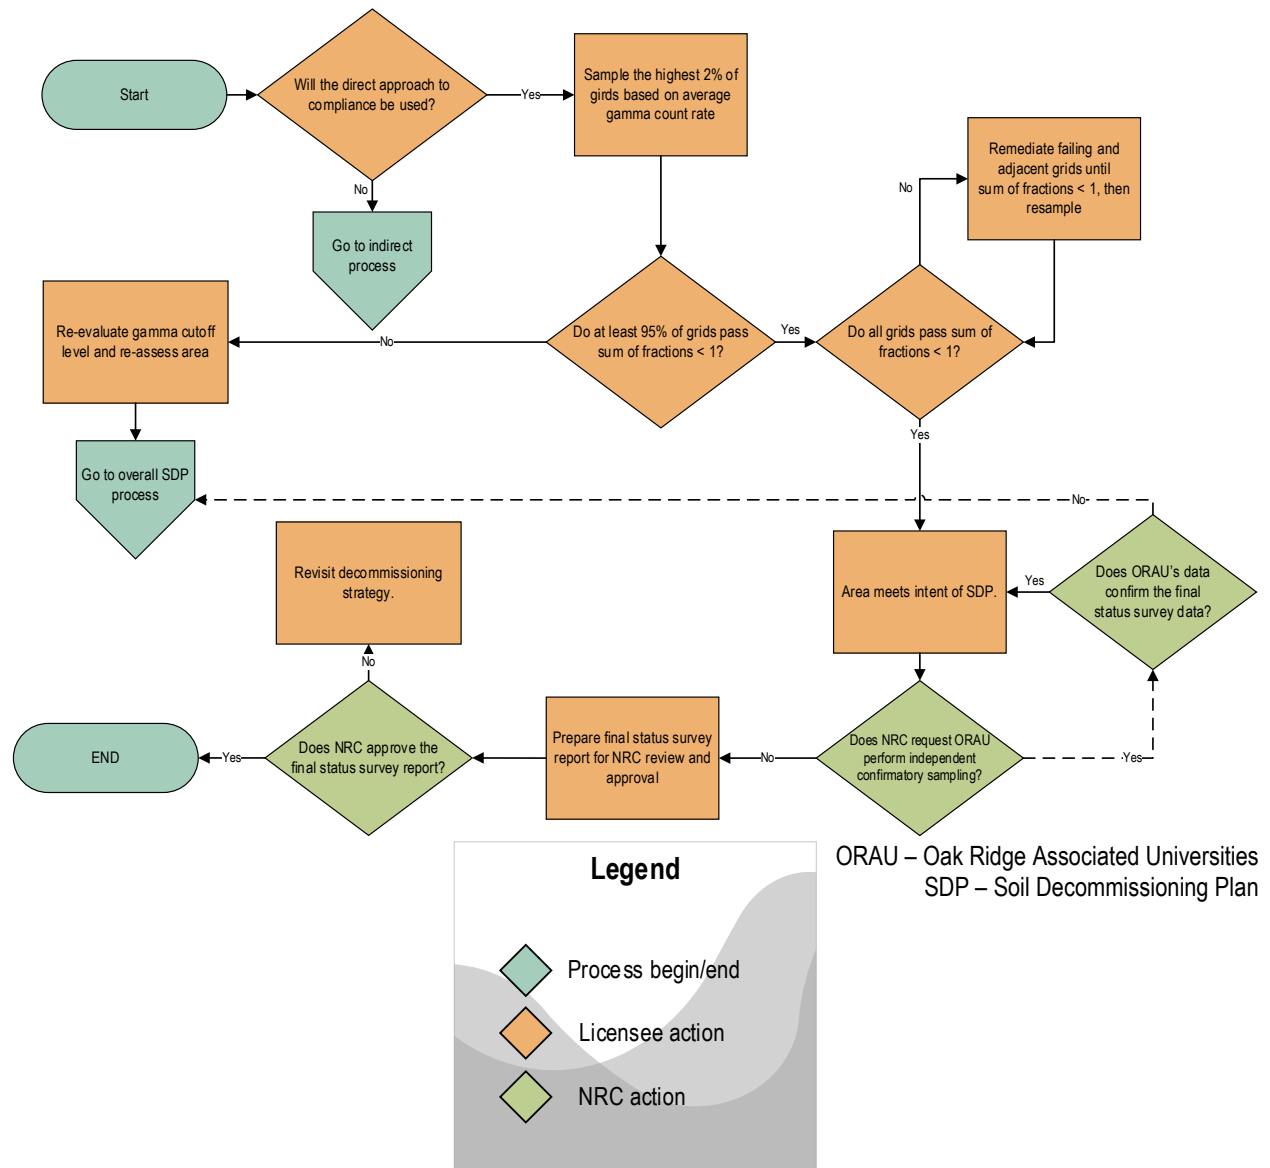 Start
Will the direct approach to
compliance be used?
Yes
Sample the highest 2% of
girds based on average
gamma count rate
No
Go to indirect
process
Remediate failing and
adjacent grids until
sum of fractions < 1, then
resample
No
Re-evaluate gamma cutoff
level and re-assess area
No
Do at least 95% of grids pass
sum of fractions < 1?
Yes
Do all grids pass sum of
fractions < 1?
Yes
Go to overall SDP
process
No
Revisit decommissioning
strategy.
Area meets intent of SDP.
Yes
Does ORAU's data
confirm the final
status survey data?
No
END
Yes
Does NRC approve the
final status survey report?
Prepare final status survey
report for NRC review and
approval
No
Does NRC request ORAU
perform independent
confirmatory sampling?
Yes
ORAU – Oak Ridge Associated Universities
SDP – Soil Decommissioning Plan
Legend
Process begin/end
Licensee action
NRC action